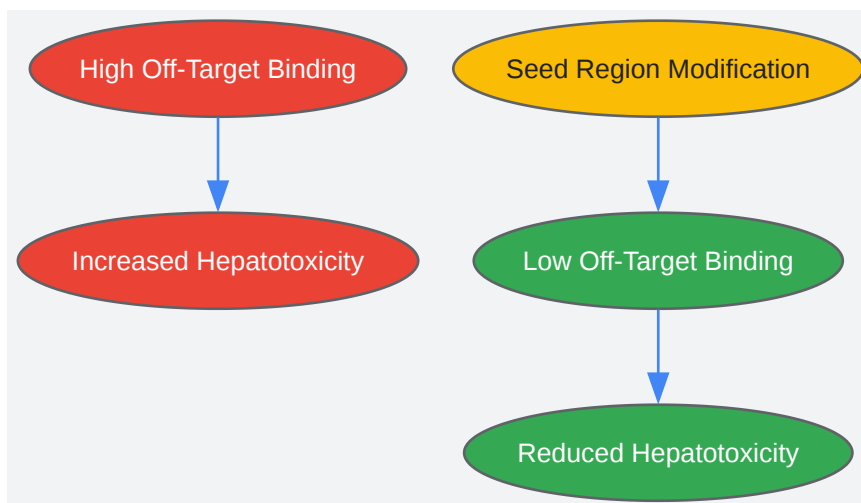 High Off-Target Binding
Seed Region Modification
Increased Hepatotoxicity
Low Off-Target Binding
Reduced Hepatotoxicity